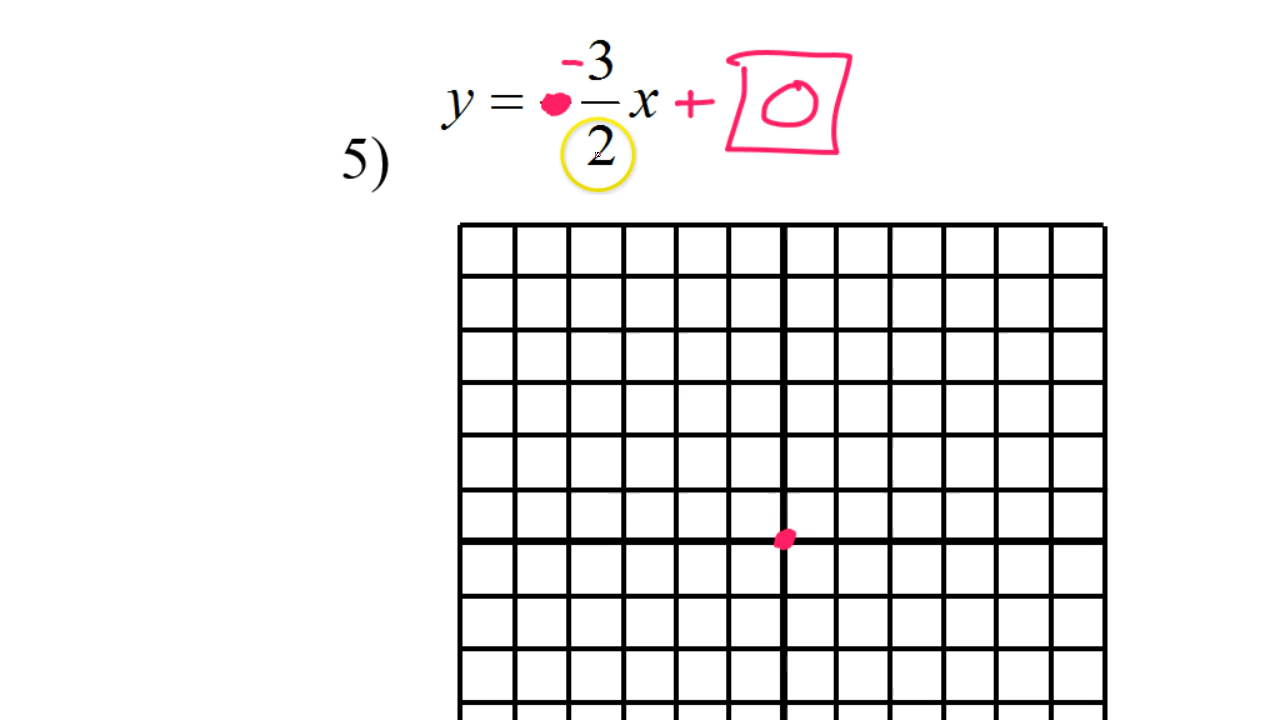 y = -3/2 x + 0
5)